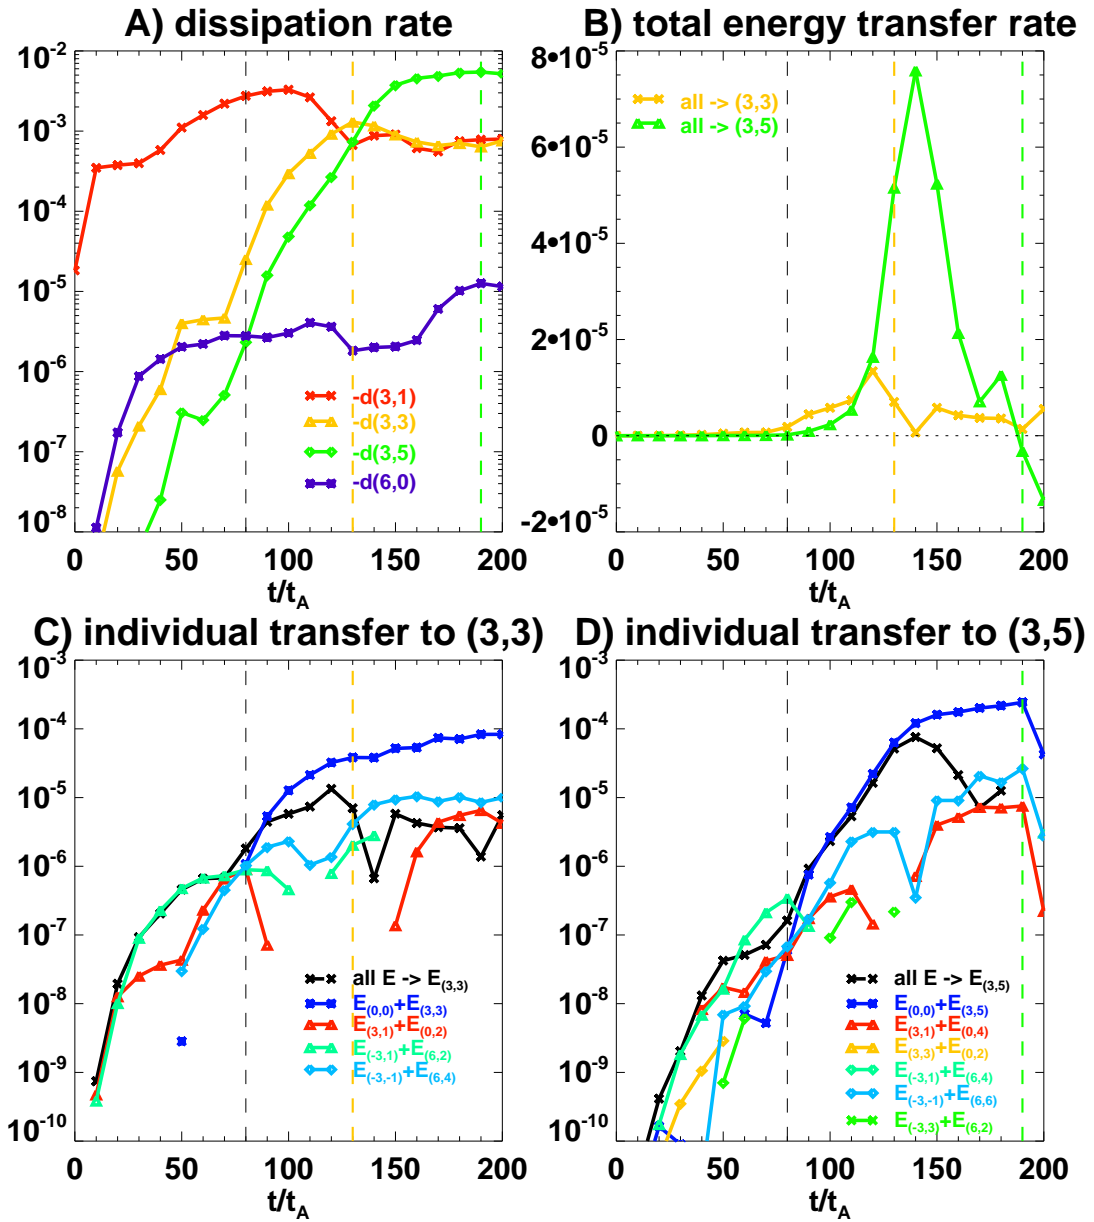 A) dissipation rate
10-2
10-3
10-4
10-5
10-6
10-7
10-8
-d(3,1)
-d(3,3)
-d(3,5)
-d(6,0)
0 50 100 150 200
t/tA
B) total energy transfer rate
8•10-5
6•10-5
4•10-5
2•10-5
0
-2•10-5
all -> (3,3)
all -> (3,5)
0 50 100 150 200
t/tA
C) individual transfer to (3,3)
10-3
10-4
10-5
10-6
10-7
10-8
10-9
10-10
all E -> E(3,3)
E(0,0)+E(3,3)
E(3,1)+E(0,2)
E(-3,1)+E(6,2)
E(-3,-1)+E(6,4)
0 50 100 150 200
t/tA
D) individual transfer to (3,5)
10-3
10-4
10-5
10-6
10-7
10-8
10-9
10-10
all E -> E(3,5)
E(0,0)+E(3,5)
E(3,1)+E(0,4)
E(3,3)+E(0,2)
E(-3,1)+E(6,4)
E(-3,-1)+E(6,6)
E(-3,3)+E(6,2)
0 50 100 150 200
t/tA